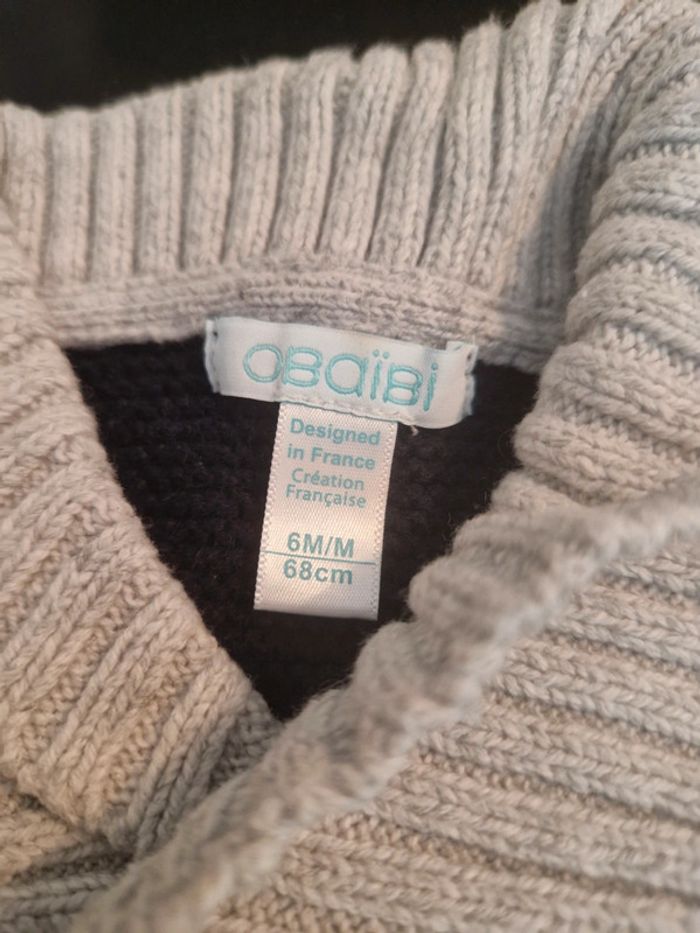 OBAÏBI
Designed
in France
Création
Française
6M/M
68cm